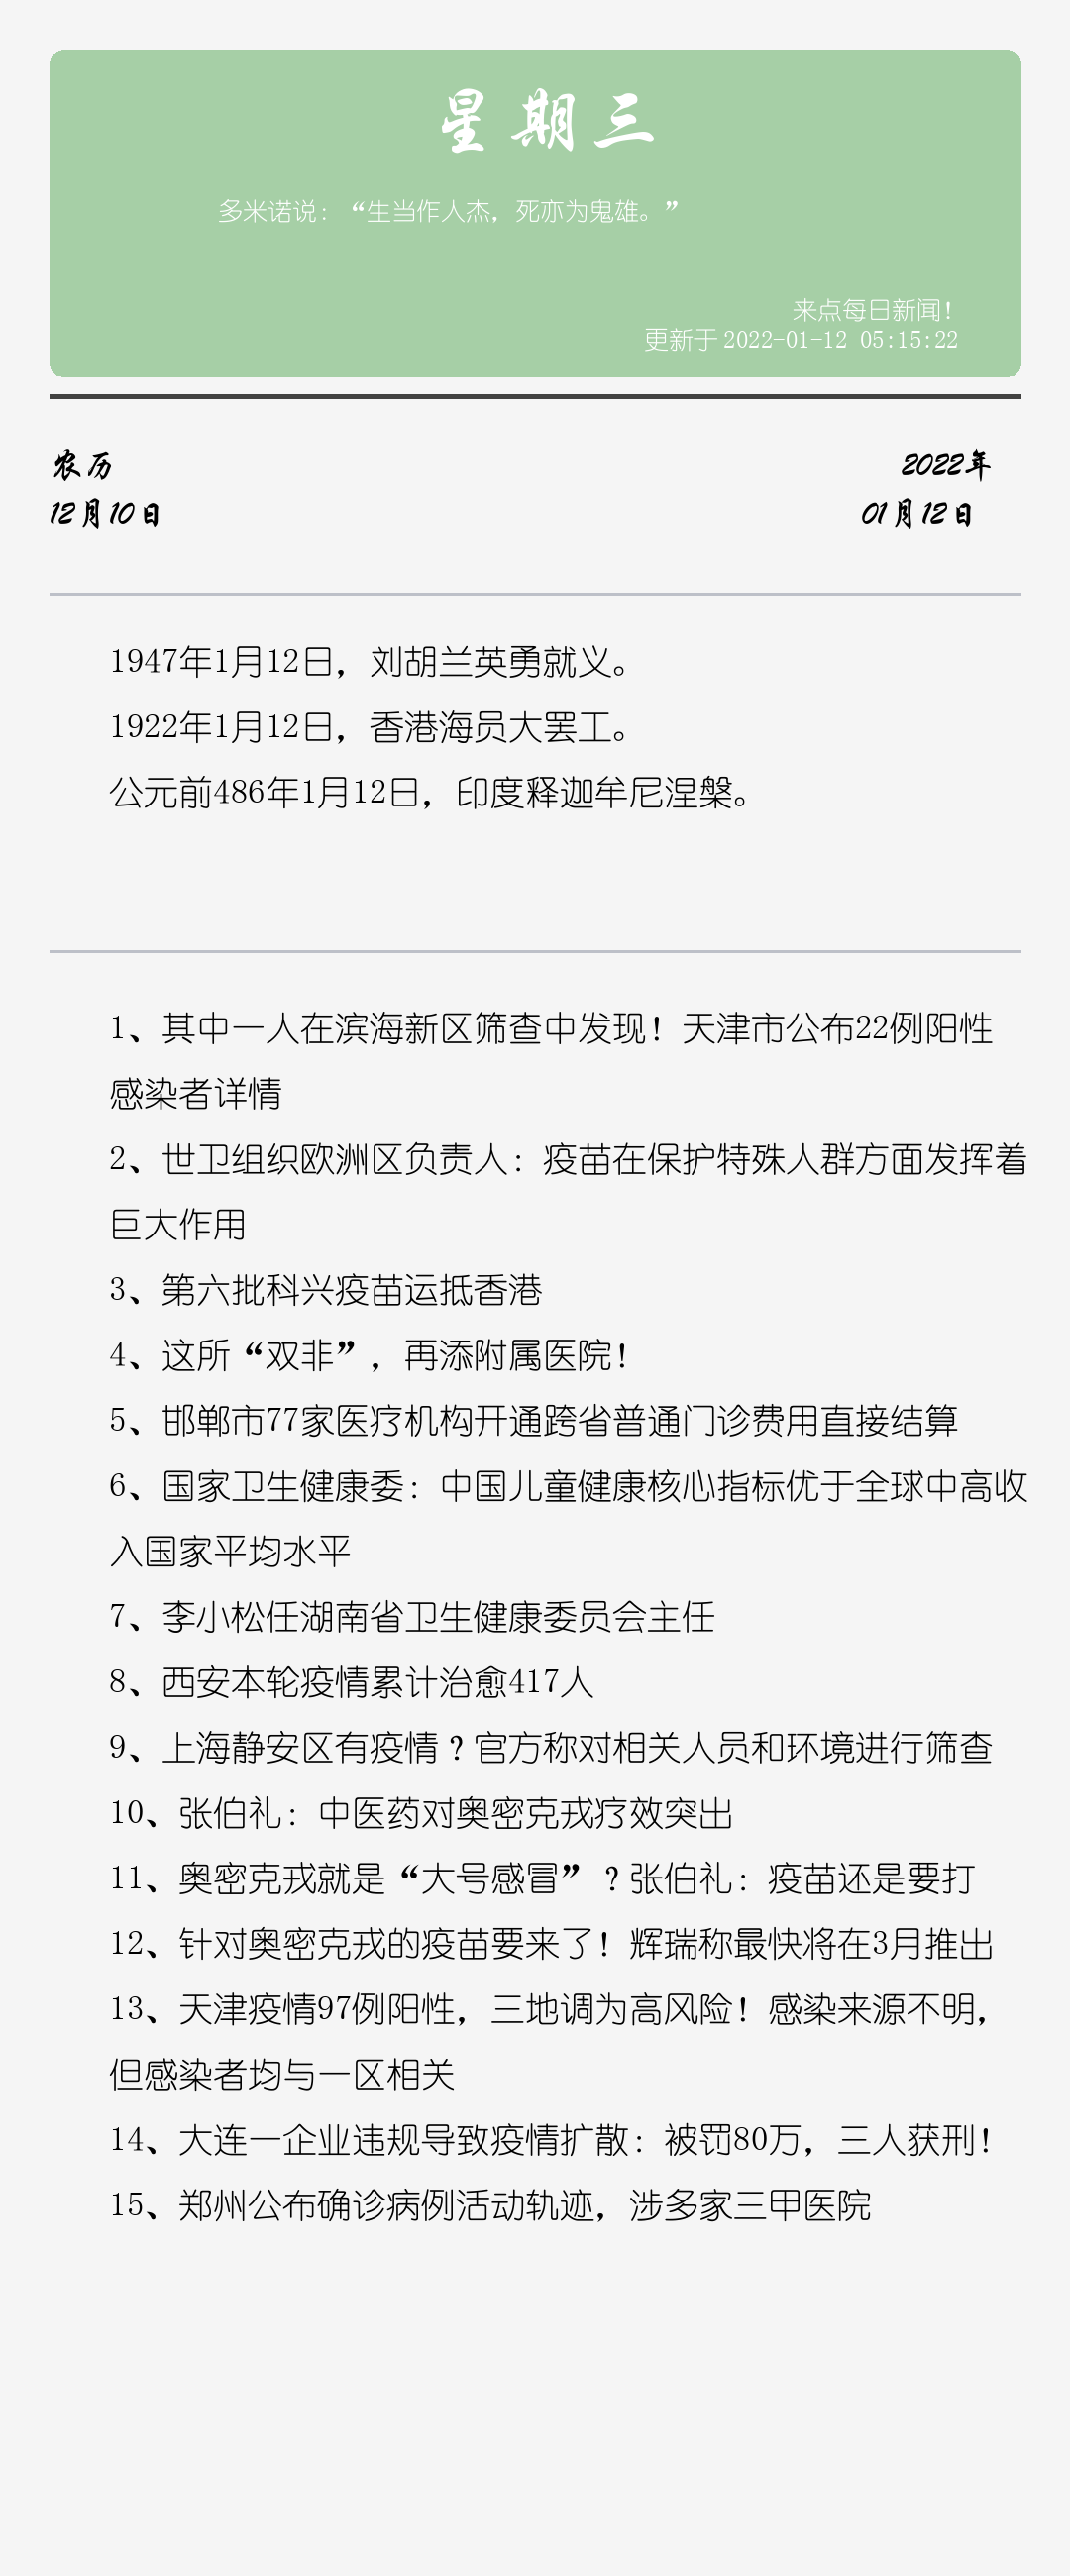 星期三
多米诺说：“生当作人杰，死亦为鬼雄。”
来点每日新闻！
更新于 2022-01-12 05:15:22
农历
2022年
12月10日
01月12日
1947年1月12日，刘胡兰英勇就义。
1922年1月12日，香港海员大罢工。
公元前486年1月12日，印度释迦牟尼涅槃。
1、其中一人在滨海新区筛查中发现！天津市公布22例阳性
感染者详情
2、世卫组织欧洲区负责人：疫苗在保护特殊人群方面发挥着
巨大作用
3、第六批科兴疫苗运抵香港
4、这所“双非”，再添附属医院！
5、邯郸市77家医疗机构开通跨省普通门诊费用直接结算
6、国家卫生健康委：中国儿童健康核心指标优于全球中高收
入国家平均水平
7、李小松任湖南省卫生健康委员会主任
8、西安本轮疫情累计治愈417人
9、上海静安区有疫情？官方称对相关人员和环境进行筛查
10、张伯礼：中医药对奥密克戎疗效突出
11、奥密克戎就是“大号感冒”？张伯礼：疫苗还是要打
12、针对奥密克戎的疫苗要来了！辉瑞称最快将在3月推出
13、天津疫情97例阳性，三地调为高风险！感染来源不明，
但感染者均与一区相关
14、大连一企业违规导致疫情扩散：被罚80万，三人获刑！
15、郑州公布确诊病例活动轨迹，涉多家三甲医院